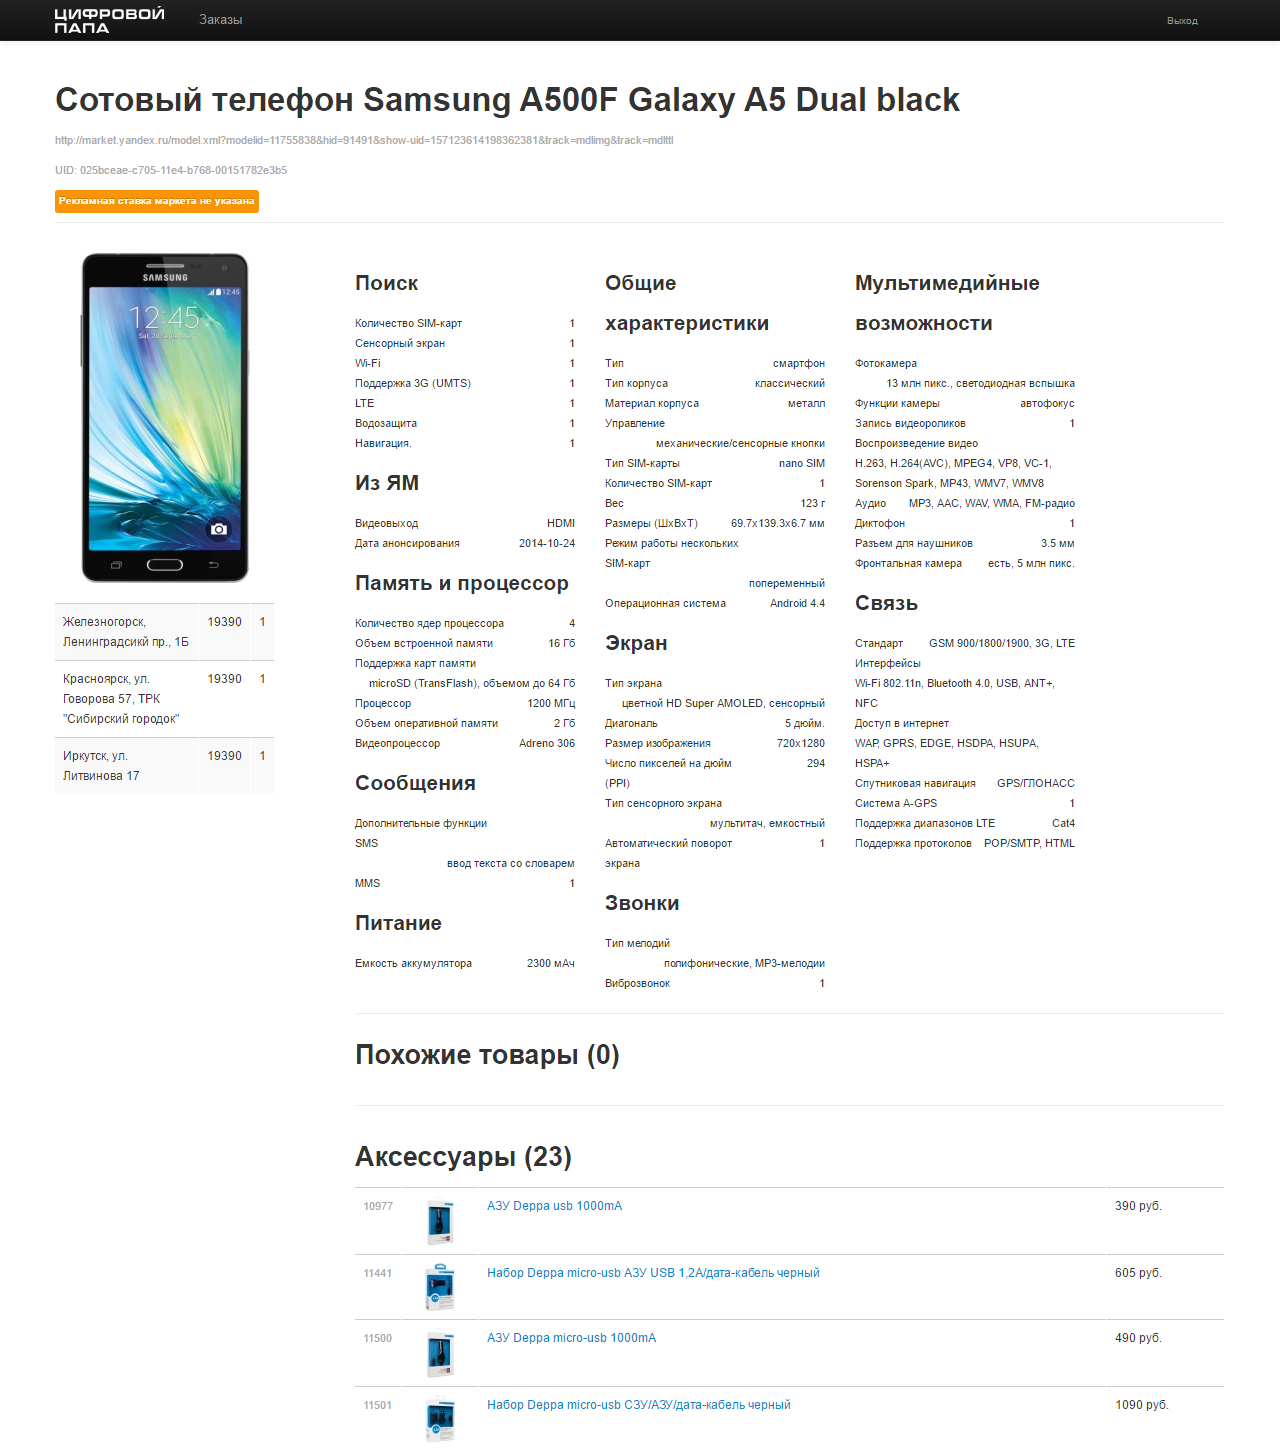 ЦИФРОВОЙ
ПАПА
Заказы
Выход
Сотовый телефон Samsung A500F Galaxy A5 Dual black
http://market.yandex.ru/model.xml?modelid=11755838&hid=91491&show-uid=157123614198362381&track=mdlimg&track=mdlttl
UID: 025bceae-c705-11e4-b768-00151782e3b5
Рекламная ставка маркета не указана
SAMSUNG
12:45
12:45
Железногорск, 19390 1
Ленинградсикй пр., 1Б
Красноярск, ул. 19390 1
Говорова 57, ТРК
"Сибирский городок"
Иркутск, ул. 19390 1
Литвинова 17
Поиск
Количество SIM-карт 1
Сенсорный экран 1
Wi-Fi 1
Поддержка 3G (UMTS) 1
LTE 1
Водозащита 1
Навигация. 1
Из ЯМ
Видеовыход HDMI
Дата анонсирования 2014-10-24
Память и процессор
Количество ядер процессора 4
Объем встроенной памяти 16 Гб
Поддержка карт памяти
microSD (TransFlash), объемом до 64 Гб
Процессор 1200 МГц
Объем оперативной памяти 2 Гб
Видеопроцессор Adreno 306
Сообщения
Дополнительные функции
SMS
ввод текста со словарем
MMS 1
Питание
Емкость аккумулятора 2300 мАч
Общие
характеристики
Тип смартфон
Тип корпуса классический
Материал корпуса металл
Управление
механические/сенсорные кнопки
Тип SIM-карты nano SIM
Количество SIM-карт 1
Вес 123 г
Размеры (ШxВxТ) 69.7x139.3x6.7 мм
Режим работы нескольких
SIM-карт
попеременный
Операционная система Android 4.4
Экран
Тип экрана
цветной HD Super AMOLED, сенсорный
Диагональ 5 дюйм.
Размер изображения 720x1280
Число пикселей на дюйм 294
(PPI)
Тип сенсорного экрана
мультитач, емкостный
Автоматический поворот 1
экрана
Звонки
Тип мелодий
полифонические, MP3-мелодии
Виброзвонок 1
Мультимедийные
возможности
Фотокамера
13 млн пикс., светодиодная вспышка
Функции камеры автофокус
Запись видеороликов 1
Воспроизведение видео
H.263, H.264(AVC), MPEG4, VP8, VC-1,
Sorenson Spark, MP43, WMV7, WMV8
Аудио MP3, AAC, WAV, WMA, FM-радио
Диктофон 1
Разъем для наушников 3.5 мм
Фронтальная камера есть, 5 млн пикс.
Связь
Стандарт GSM 900/1800/1900, 3G, LTE
Интерфейсы
Wi-Fi 802.11n, Bluetooth 4.0, USB, ANT+,
NFC
Доступ в интернет
WAP, GPRS, EDGE, HSDPA, HSUPA,
HSPA+
Спутниковая навигация GPS/ГЛОНАСС
Cистема A-GPS 1
Поддержка диапазонов LTE Cat4
Поддержка протоколов POP/SMTP, HTML
Похожие товары (0)
Аксессуары (23)
10977 АЗУ Deppa usb 1000mA 390 руб.
11441 Набор Deppa micro-usb АЗУ USB 1,2А/дата-кабель черный 605 руб.
11500 АЗУ Deppa micro-usb 1000mA 490 руб.
11501 Набор Deppa micro-usb СЗУ/АЗУ/дата-кабель черный 1090 руб.